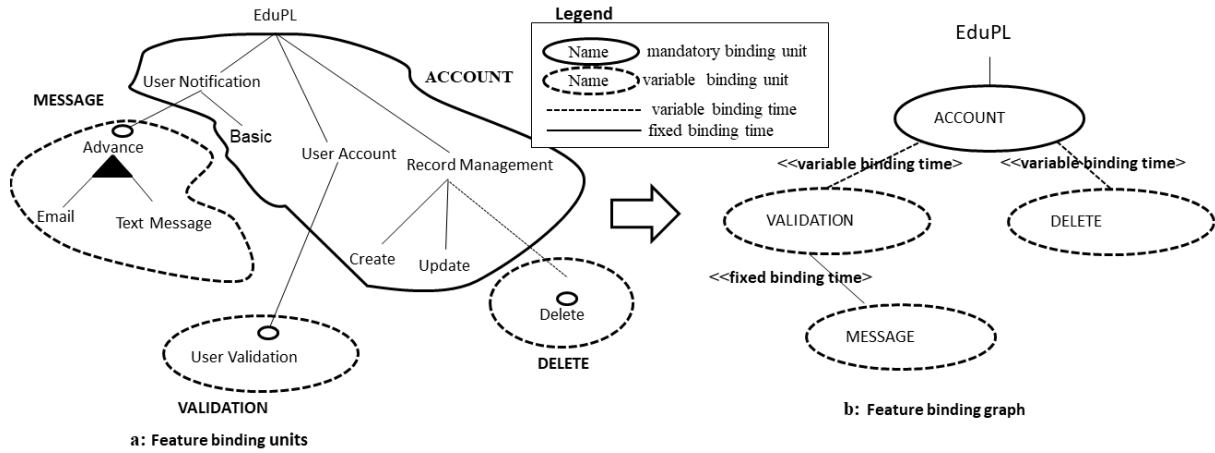 EduPL
User Notification
ACCOUNT
MESSAGE
Basic
Advance
User Account
Record Management
Email
Text Message
Create
Update
Delete
User Validation
DELETE
VALIDATION
a: Feature binding units
Legend
Name mandatory binding unit
Name variable binding unit
variable binding time
fixed binding time
EduPL
ACCOUNT
<<variable binding time>
<<variable binding time>
VALIDATION
DELETE
<<fixed binding time>
MESSAGE
b: Feature binding graph